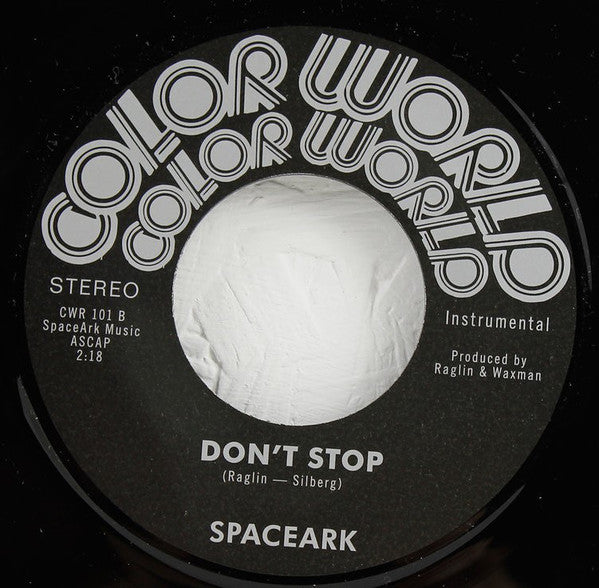 COLOR WORLD
COLOR WORLD
STEREO
CWR 101 B
SpaceArk Music
ASCAP
2:18
Instrumental
Produced by
Raglin & Waxman
DON'T STOP
(Raglin — Silberg)
SPACEARK